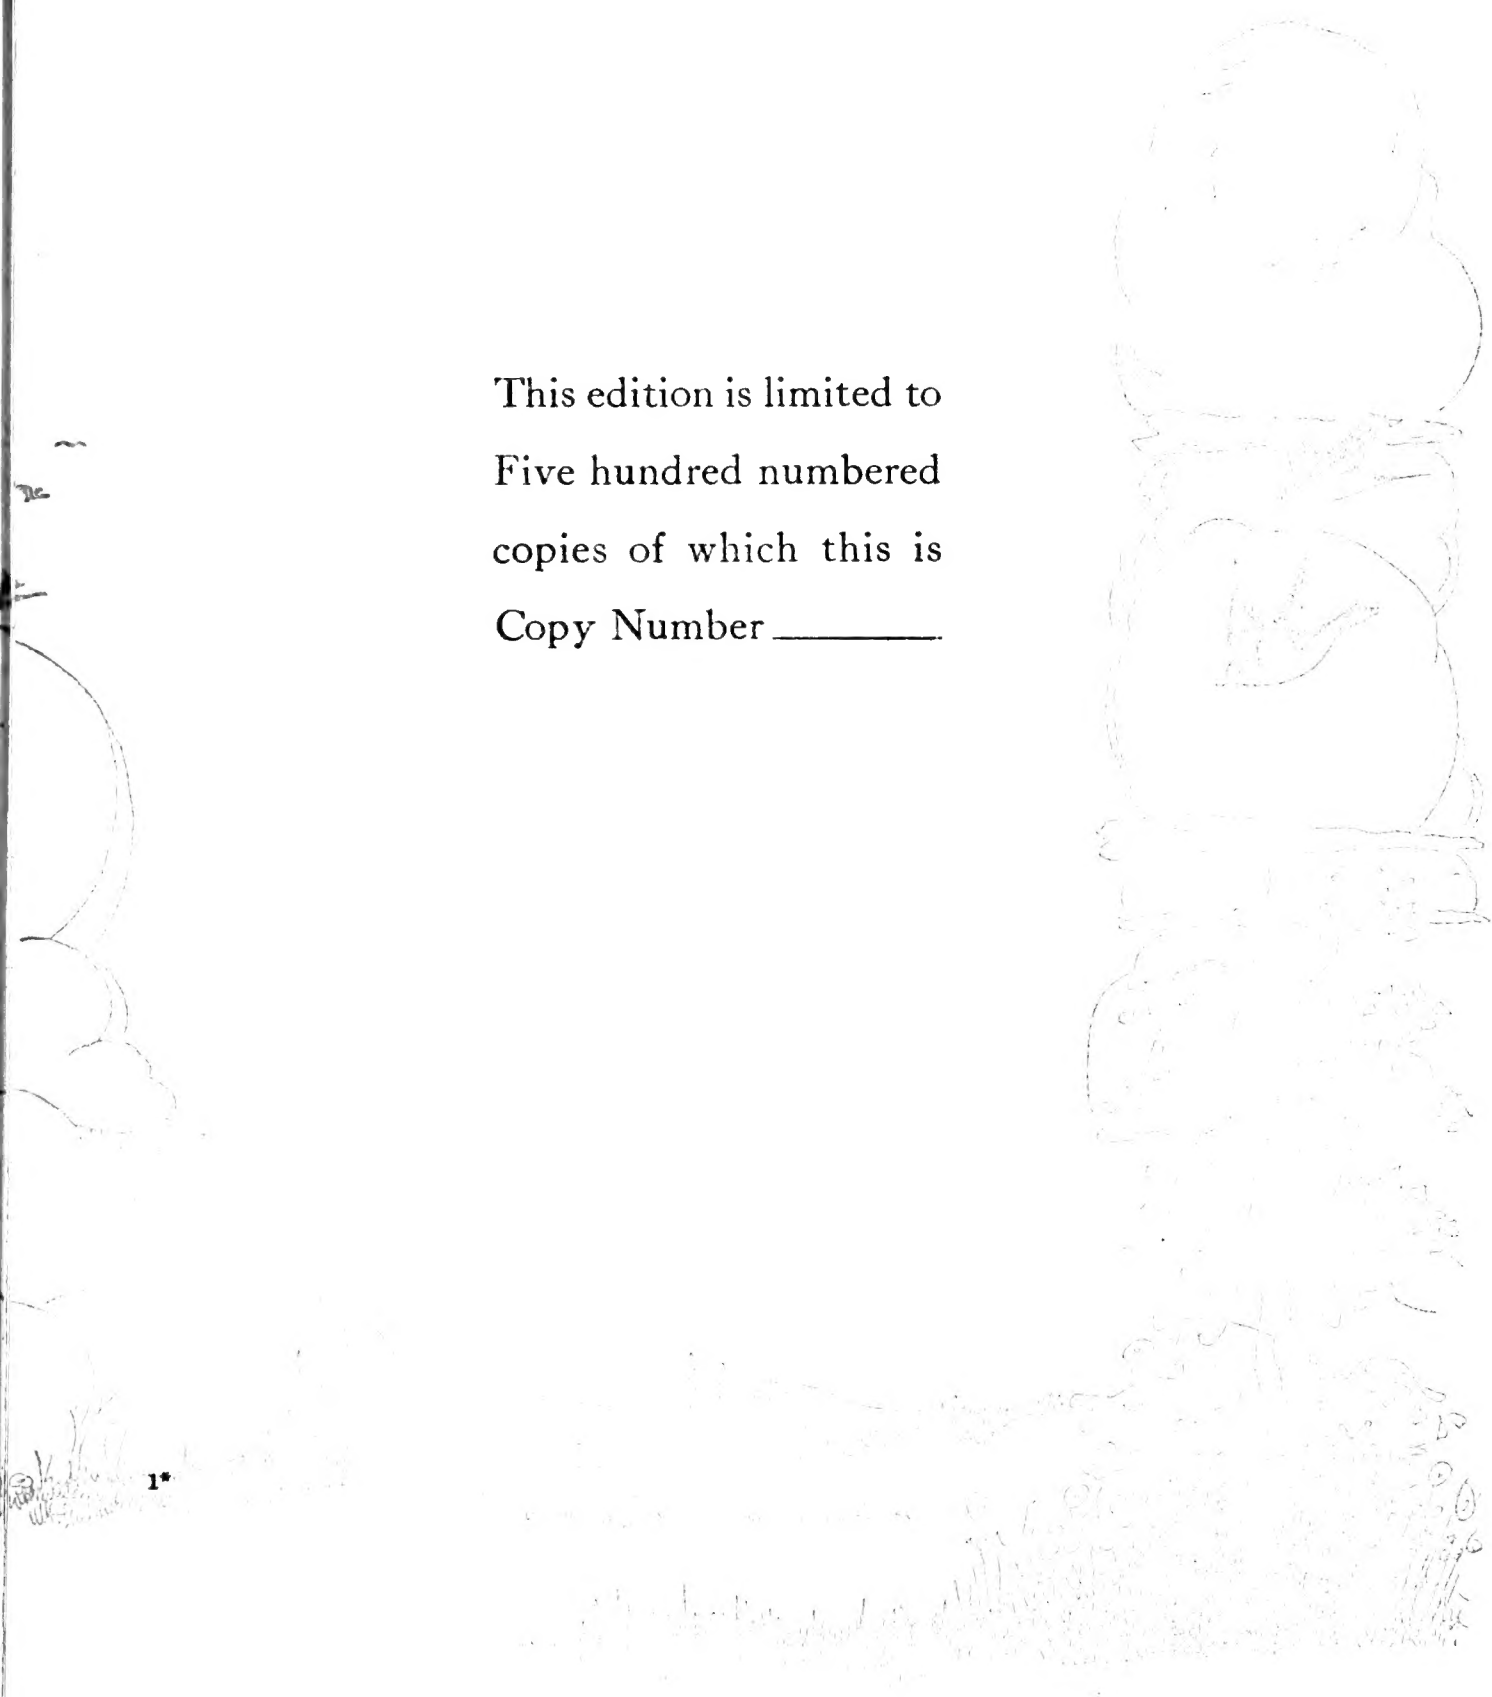 This edition is limited to
Five hundred numbered
copies of which this is
Copy Number ________.
1*